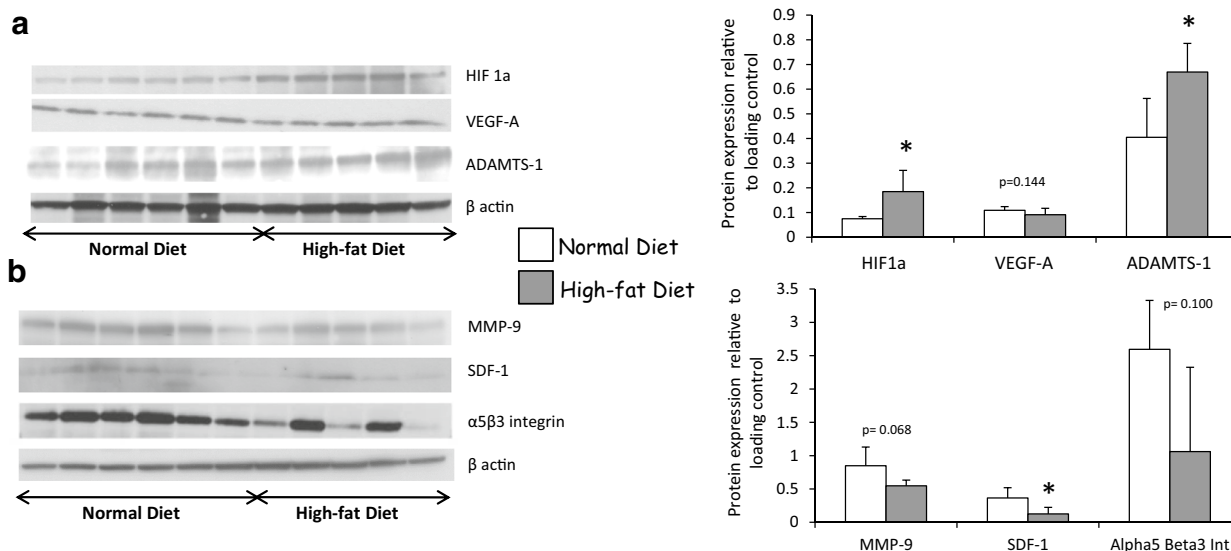 a
HIF 1a
VEGF-A
ADAMTS-1
β actin
Normal Diet
High-fat Diet
Protein expression relative
to loading control
0.9
0.8
0.7
0.6
0.5
0.4
0.3
0.2
0.1
0
*
p=0.144
*
HIF1a
VEGF-A
ADAMTS-1
Normal Diet
High-fat Diet
b
MMP-9
SDF-1
α5β3 integrin
β actin
Normal Diet
High-fat Diet
Protein expression relative to
loading control
3.5
3
2.5
2
1.5
1
0.5
0
p= 0.068
*
p= 0.100
MMP-9
SDF-1
Alpha5 Beta3 Int